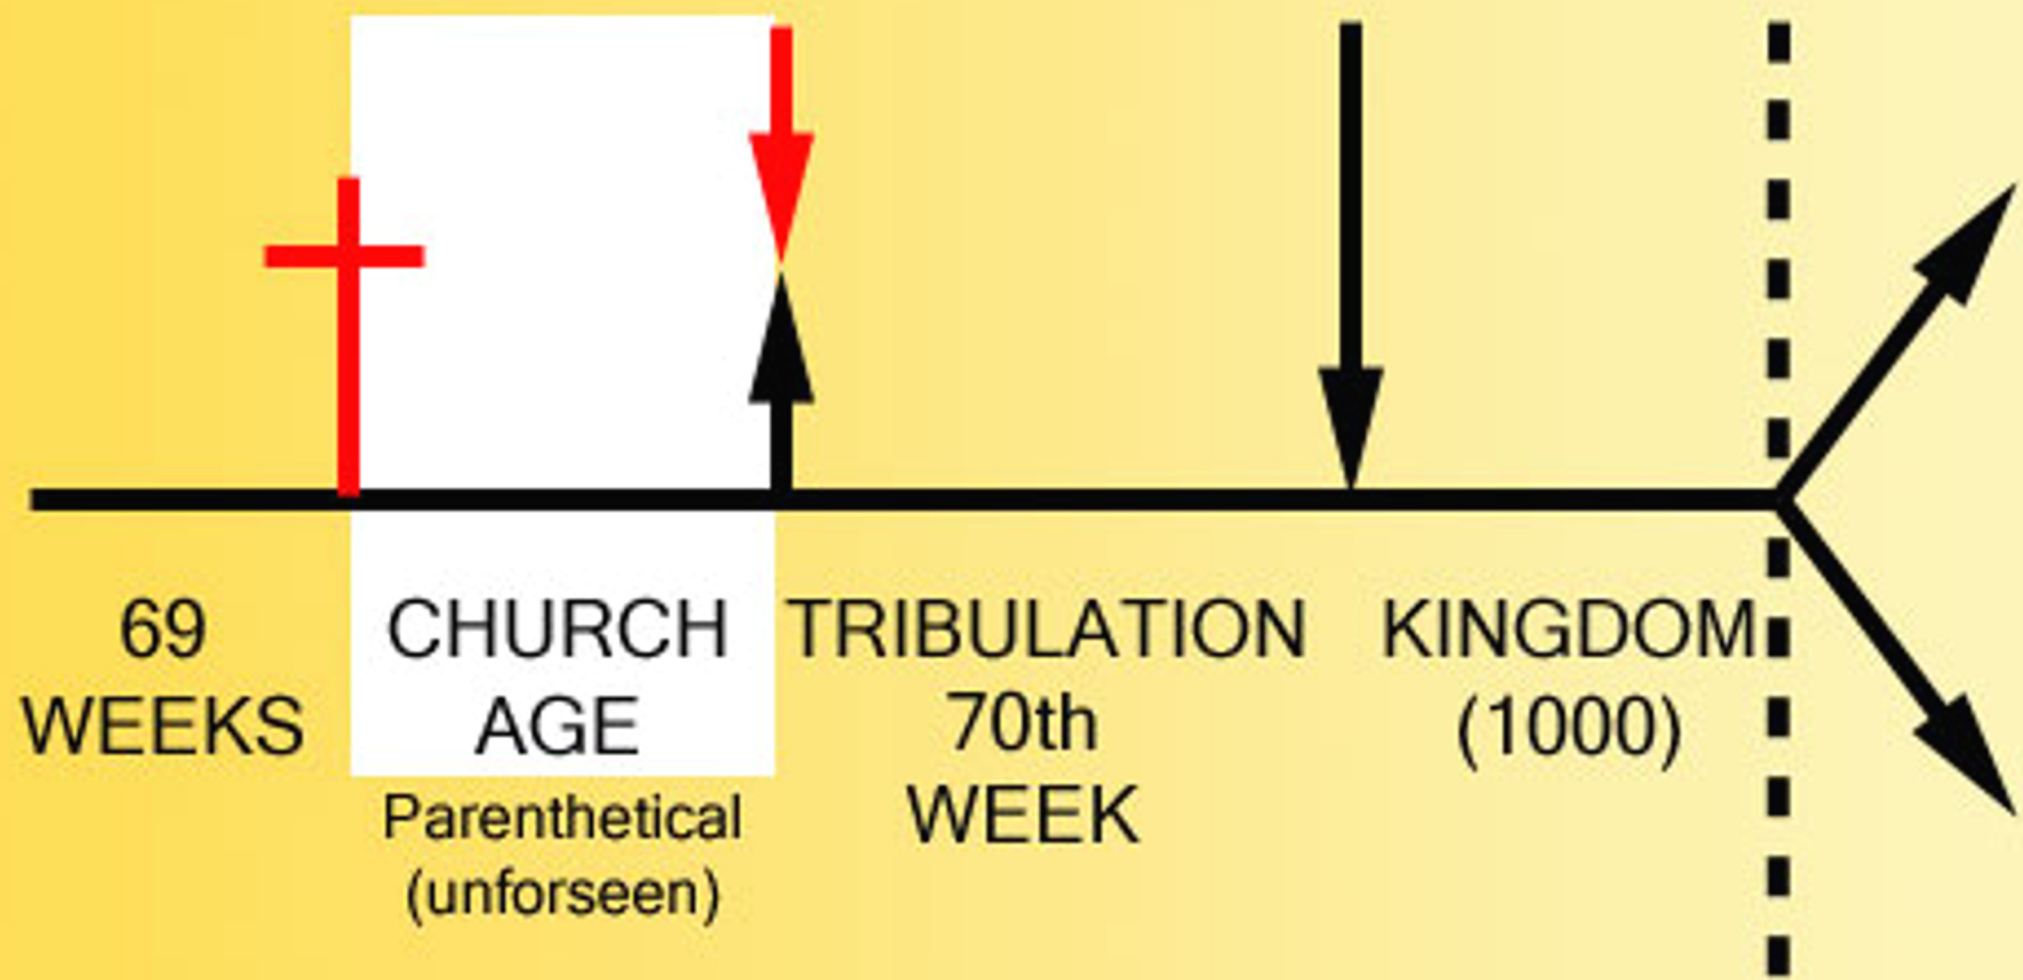 69
WEEKS
CHURCH
AGE
Parenthetical
(unforseen)
TRIBULATION
70th
WEEK
KINGDOM
(1000)